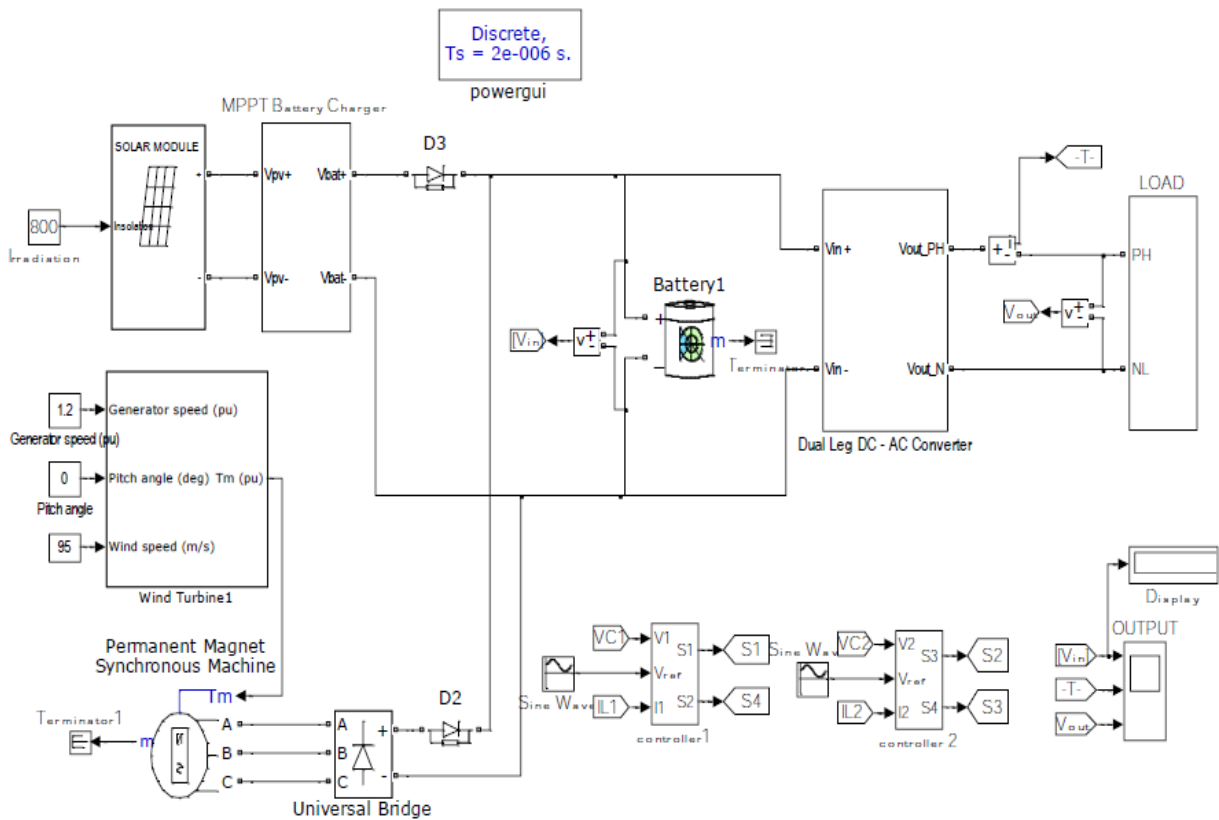 Discrete,
Ts = 2e-006 s.
powergui
MPPT Battery Charger
SOLAR MODULE
+
-
Insolation
800
Irradiation
Vpv+
Vbat+
Vpv-
Vbat-
D3
-T-
LOAD
PH
NL
Vin +
Vout_PH
Vin -
Vout_N
Dual Leg DC - AC Converter
+
-
i
Vout
v
+
-
Battery1
+
m
-
Terminator
[Vin]
v
+
-
1.2
Generator speed (pu)
Generator speed (pu)
0
Pitch angle (deg)
Tm (pu)
Pitch angle
95
Wind speed (m/s)
Wind Turbine1
Permanent Magnet
Synchronous Machine
Tm
Terminator1
m
N
S
A
B
C
A
B
C
+
-
Universal Bridge
D2
VC1
V1
S1
S1
Sine Wave
Vref
IL1
I1
S2
S4
controller1
VC2
V2
S3
S2
Sine Wave
Vref
IL2
I2
S4
S3
controller 2
Display
OUTPUT
[Vin]
-T-
Vout